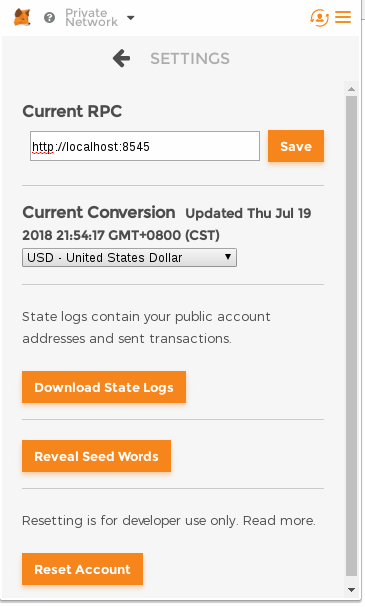 Private
Network
SETTINGS
Current RPC
http://localhost:8545
Save
Current Conversion Updated Thu Jul 19
2018 21:54:17 GMT+0800 (CST)
USD - United States Dollar
State logs contain your public account
addresses and sent transactions.
Download State Logs
Reveal Seed Words
Resetting is for developer use only. Read more.
Reset Account